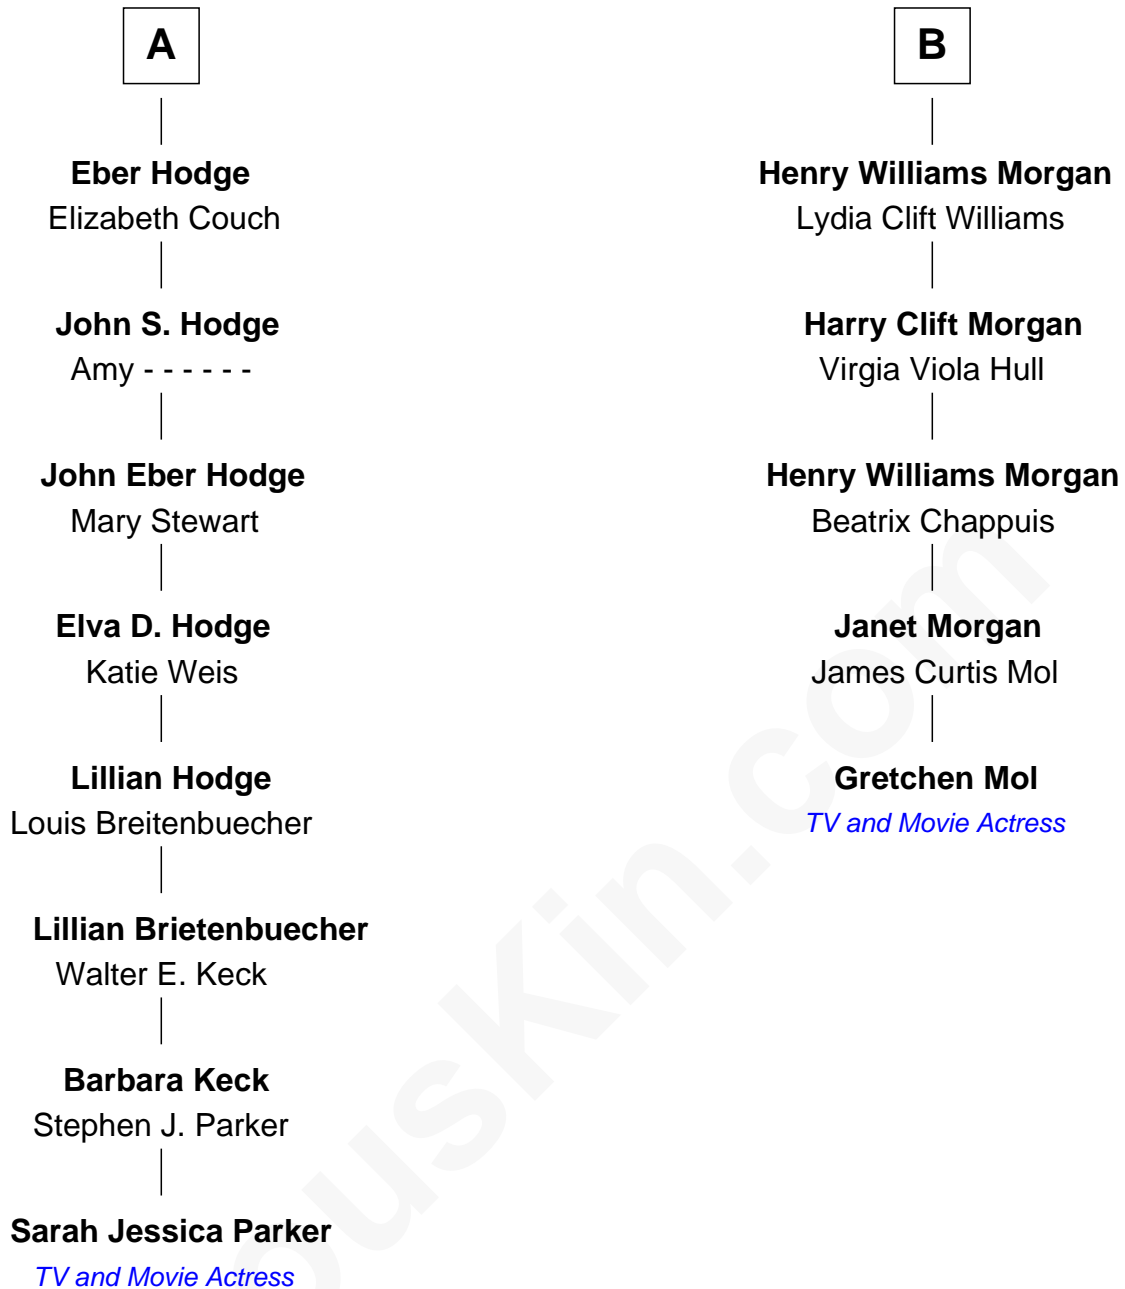 A
Eber Hodge
Elizabeth Couch
John S. Hodge
Amy - - - - - -
John Eber Hodge
Mary Stewart
Elva D. Hodge
Katie Weis
Lillian Hodge
Louis Breitenbuecher
Lillian Brietenbuecher
Walter E. Keck
Barbara Keck
Stephen J. Parker
Sarah Jessica Parker
TV and Movie Actress
B
Henry Williams Morgan
Lydia Clift Williams
Harry Clift Morgan
Virgia Viola Hull
Henry Williams Morgan
Beatrix Chappuis
Janet Morgan
James Curtis Mol
Gretchen Mol
TV and Movie Actress
ousKin.com